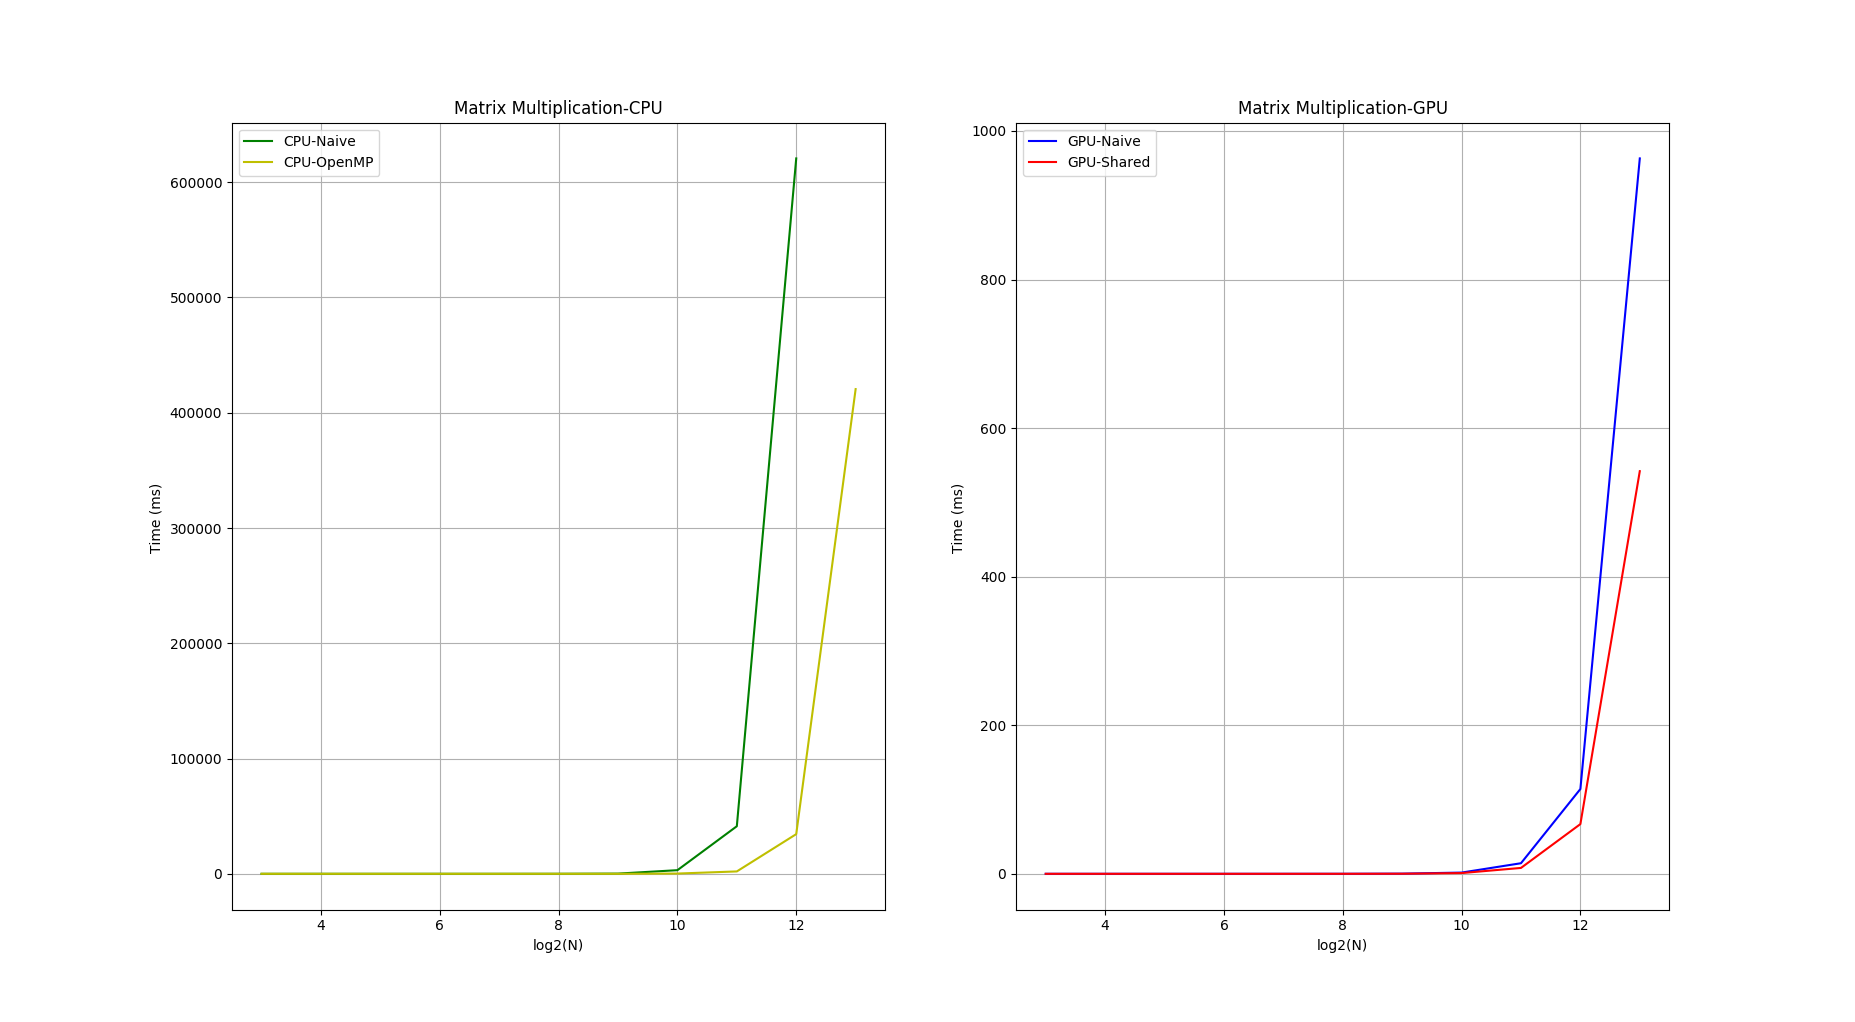 Matrix Multiplication-CPU
CPU-Naive
CPU-OpenMP
600000
500000
400000
300000
200000
100000
0
Time (ms)
4 6 8 10 12
log2(N)
Matrix Multiplication-GPU
GPU-Naive
GPU-Shared
1000
800
600
400
200
0
Time (ms)
4 6 8 10 12
log2(N)